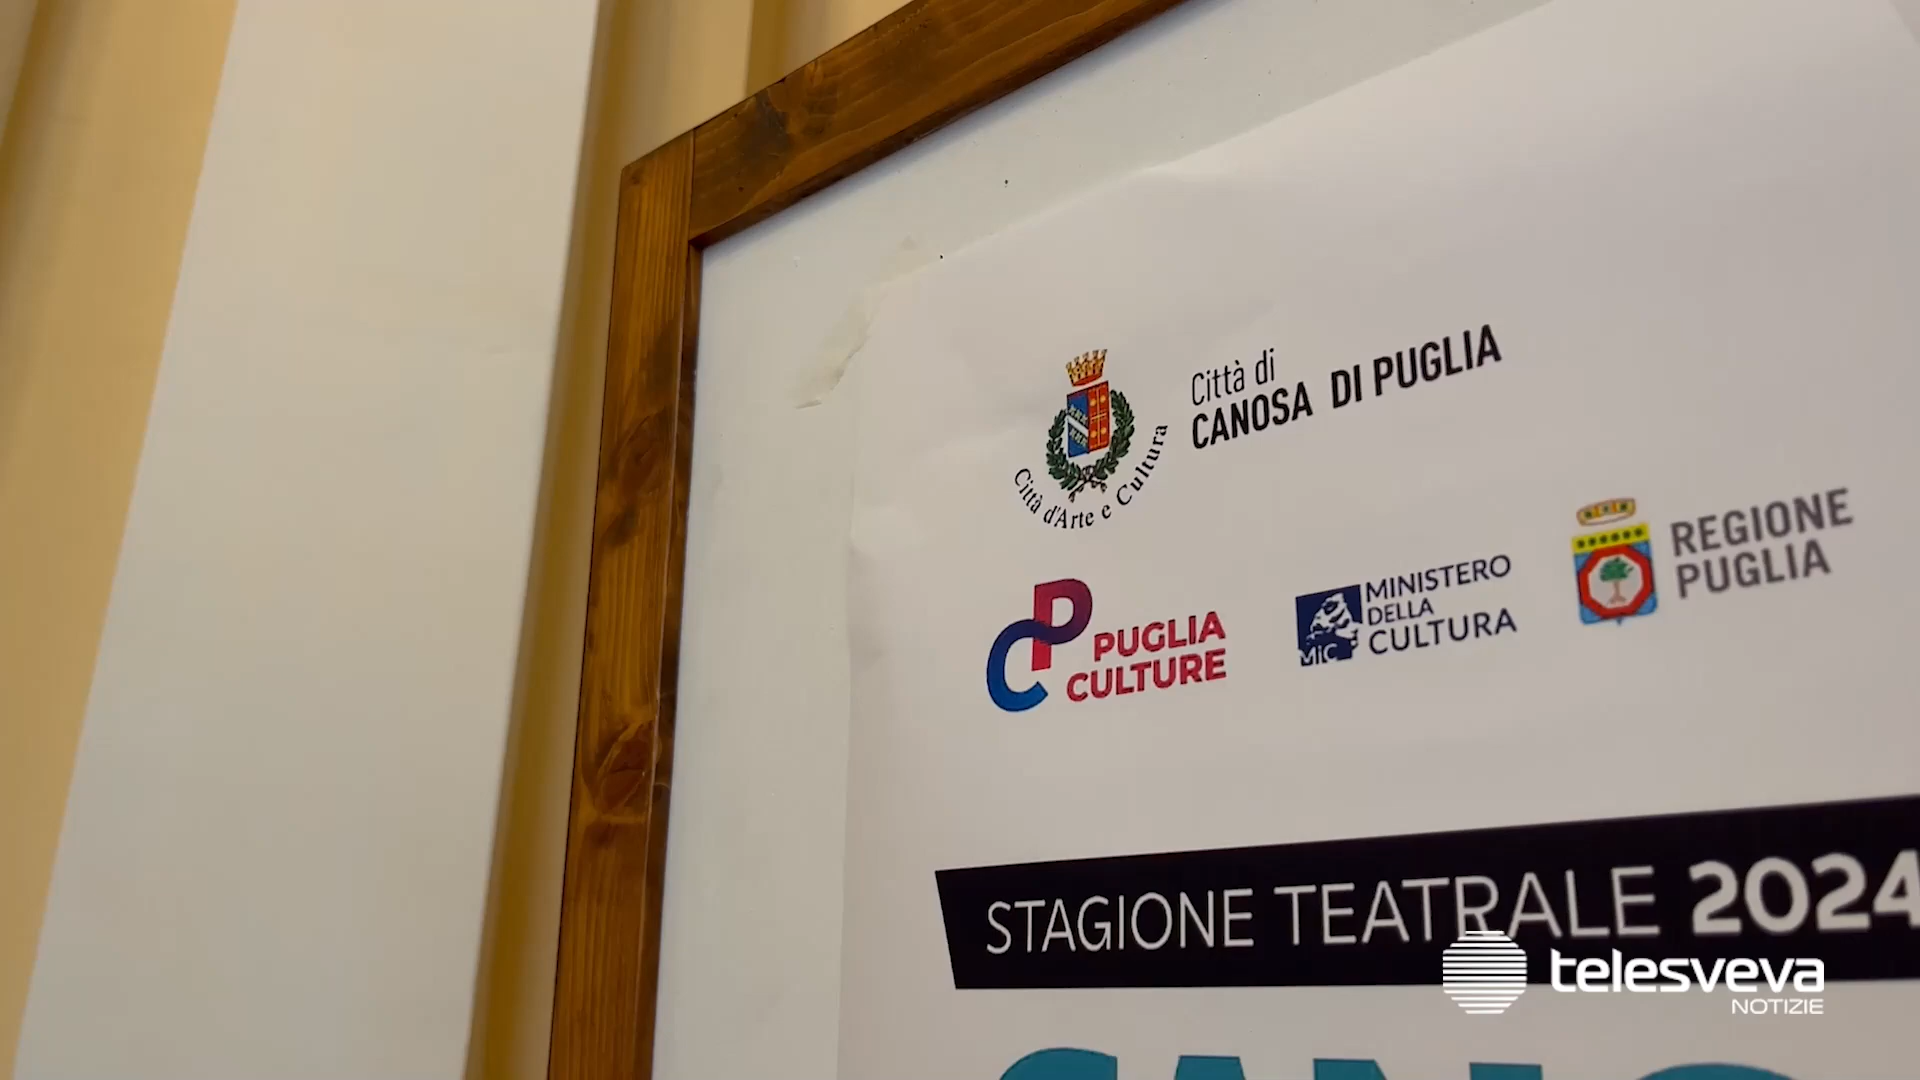 Città di
CANOSA DI PUGLIA
Città d'Arte e Cultura
PUGLIA
CULTURE
MiC
MINISTERO
DELLA
CULTURA
REGIONE
PUGLIA
STAGIONE TEATRALE 2024
telesveva
NOTIZIE